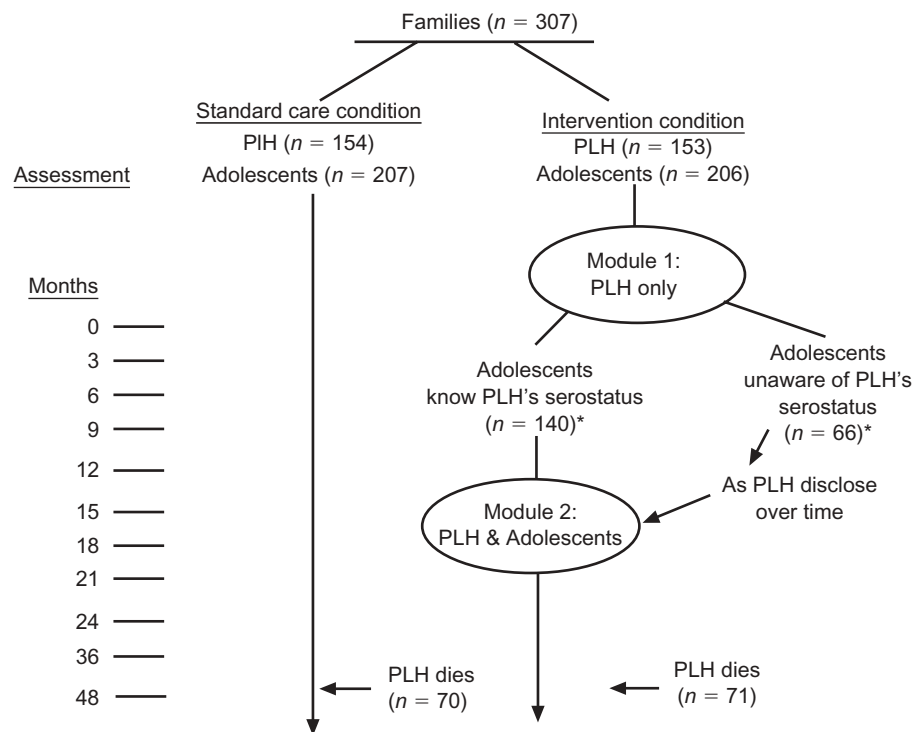 Families (n = 307)
Standard care condition
PIH (n = 154)
Adolescents (n = 207)
Intervention condition
PLH (n = 153)
Adolescents (n = 206)
Assessment
Module 1:
PLH only
Months
0
3
6
9
12
15
18
21
24
36
48
Adolescents
know PLH's serostatus
(n = 140)*
Adolescents
unaware of PLH's
serostatus
(n = 66)*
As PLH disclose
over time
Module 2:
PLH & Adolescents
PLH dies
(n = 70)
PLH dies
(n = 71)